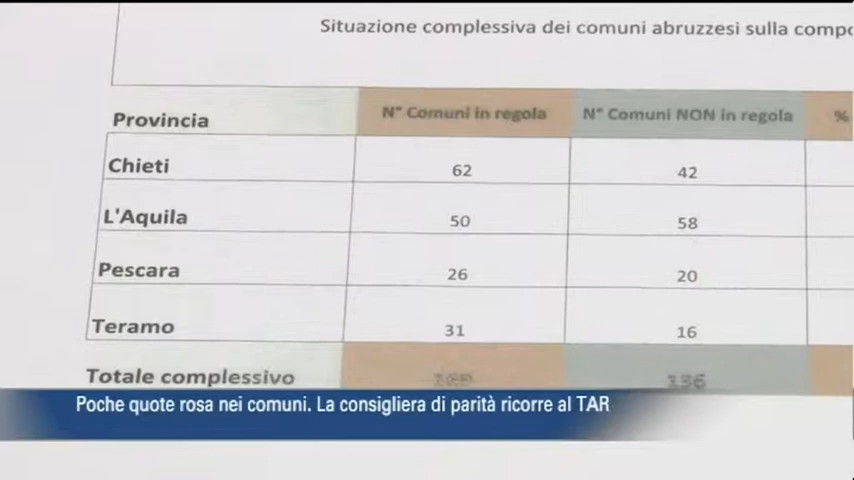 Situazione complessiva dei comuni abruzzesi sulla
Provincia N° Comuni in regola N° Comuni NON in regola %
Chieti 62 42
L'Aquila 50 58
Pescara 26 20
Teramo 31 16
Totale complessivo 169 136
Poche quote rosa nei comuni. La consigliera di parità ricorre al TAR